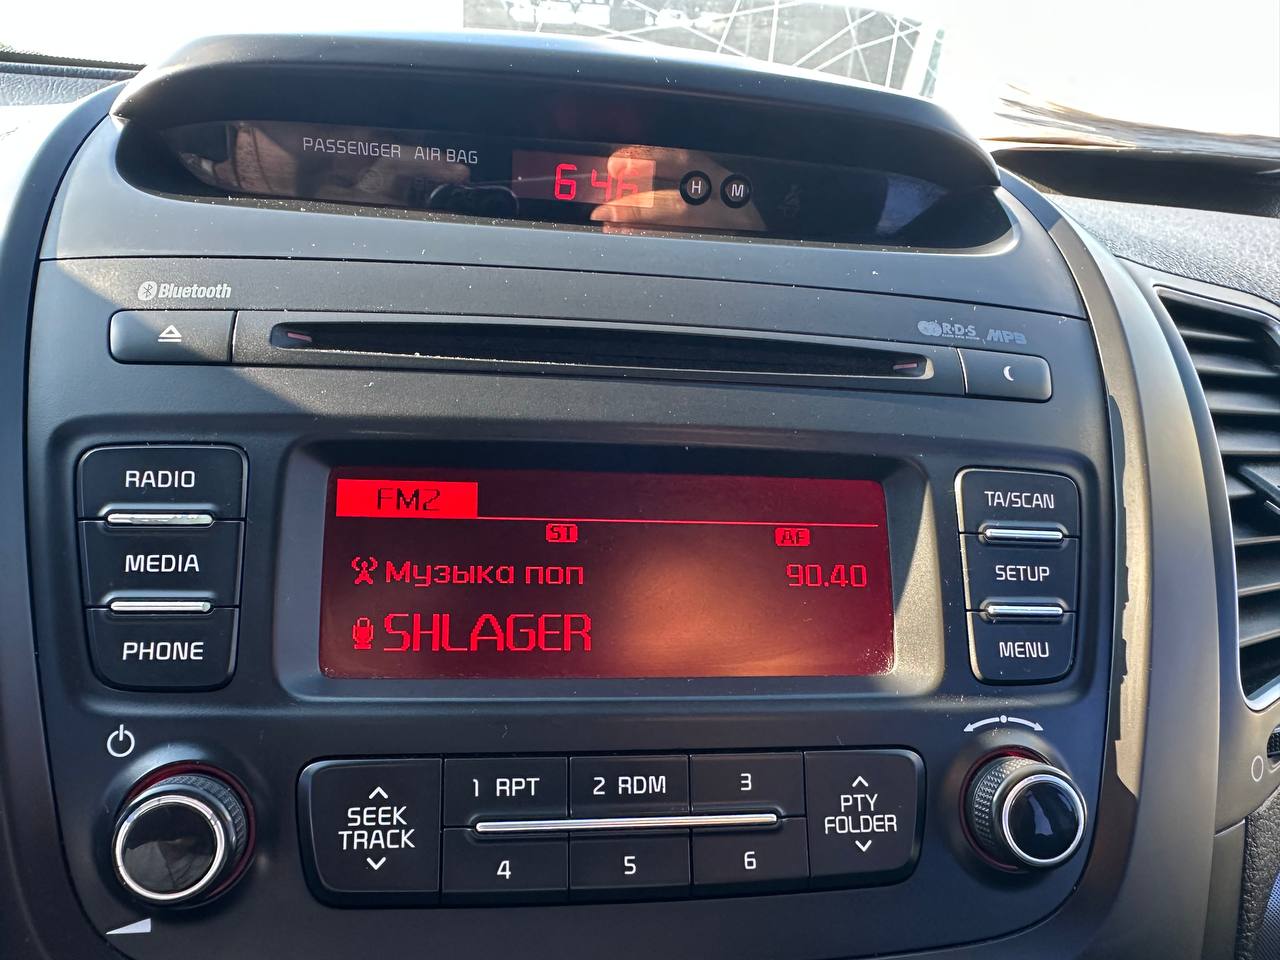 PASSENGER AIR BAG
6 46
H
M
Bluetooth
R·D·S
MP3
RADIO
MEDIA
PHONE
FM2
ST
AF
Музыка поп
90.40
SHLAGER
TA/SCAN
SETUP
MENU
SEEK
TRACK
1 RPT
2 RDM
3
4
5
6
PTY
FOLDER